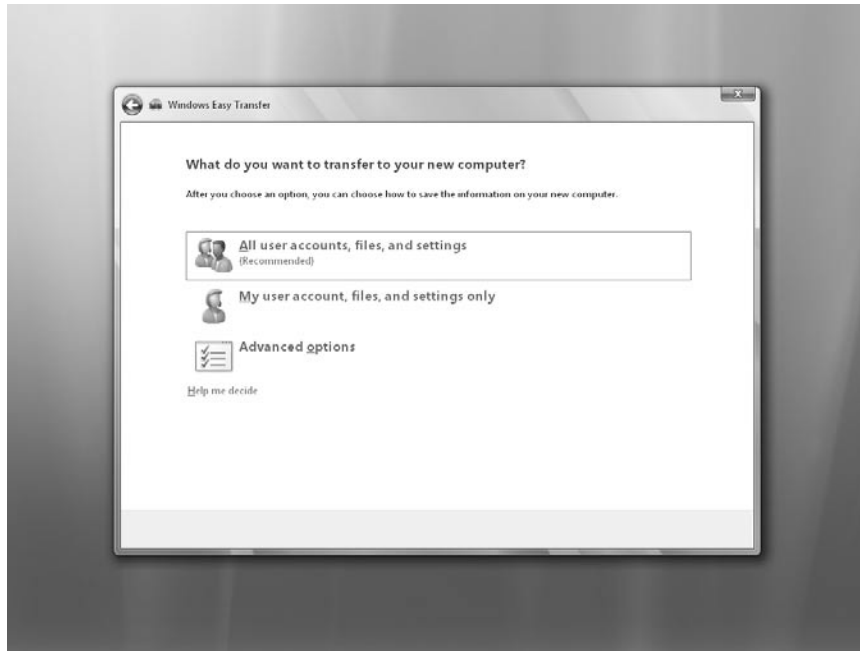 Windows Easy Transfer
x
What do you want to transfer to your new computer?
After you choose an option, you can choose how to save the information on your new computer.
All user accounts, files, and settings
(Recommended)
My user account, files, and settings only
Advanced options
Help me decide